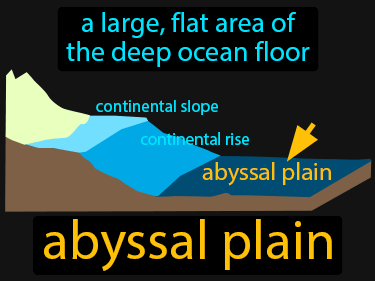 a large, flat area of
the deep ocean floor
continental slope
continental rise
abyssal plain
abyssal plain